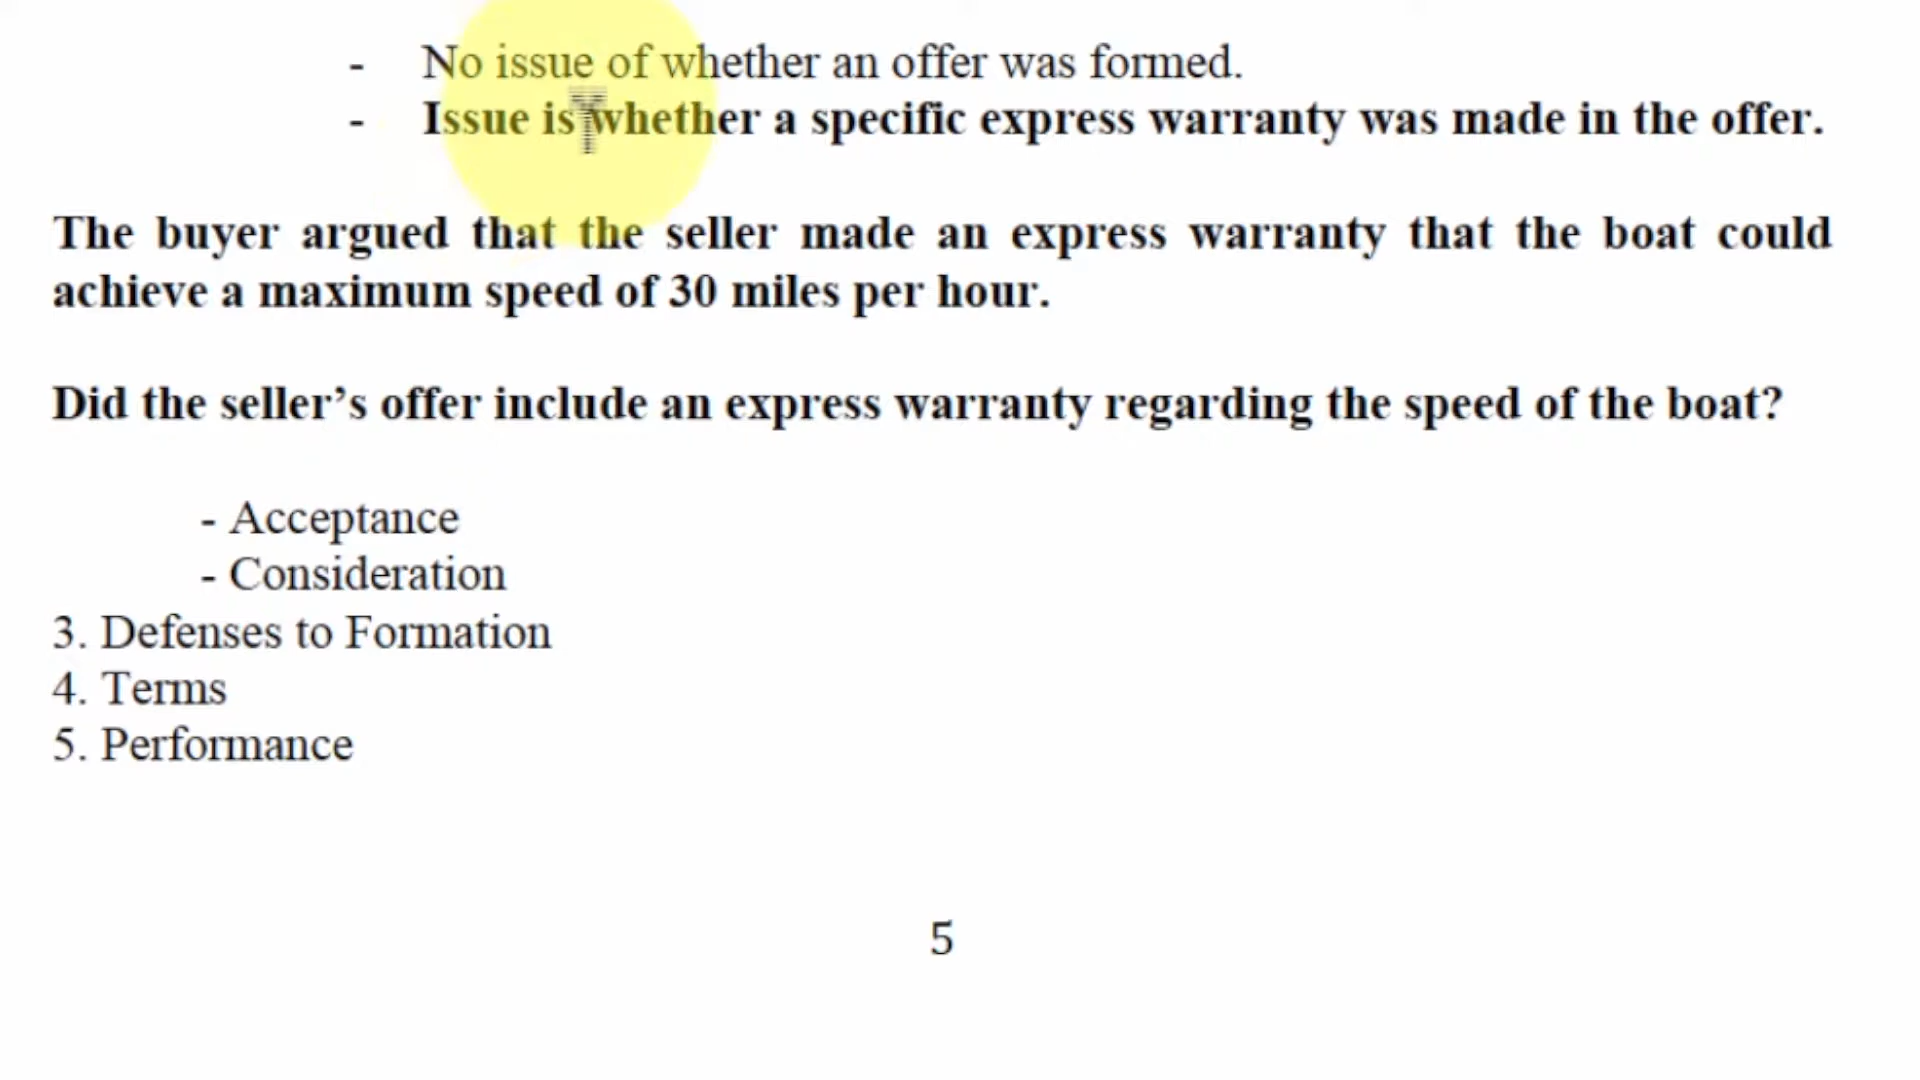 - No issue of whether an offer was formed.
- Issue is whether a specific express warranty was made in the offer.
The buyer argued that the seller made an express warranty that the boat could
achieve a maximum speed of 30 miles per hour.
Did the seller’s offer include an express warranty regarding the speed of the boat?
- Acceptance
- Consideration
3. Defenses to Formation
4. Terms
5. Performance
5